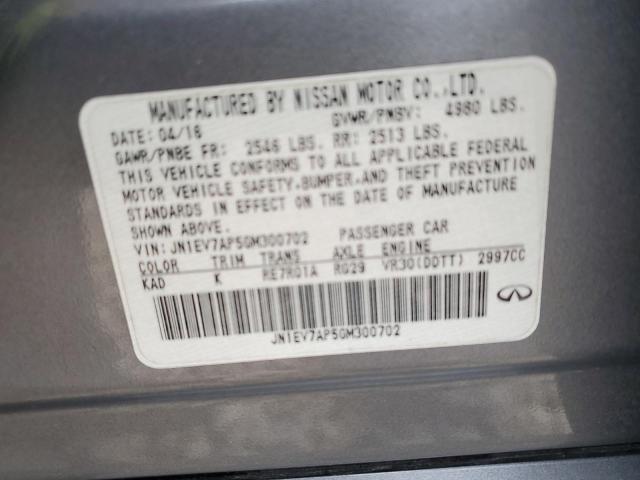 MANUFACTURED BY NISSAN MOTOR CO.,LTD.
DATE: 04/16 GVWR/PNBV: 4980 LBS.
GAWR/PNBE FR: 2546 LBS. RR: 2513 LBS.
THIS VEHICLE CONFORMS TO ALL APPLICABLE FEDERAL
MOTOR VEHICLE SAFETY,BUMPER,AND THEFT PREVENTION
STANDARDS IN EFFECT ON THE DATE OF MANUFACTURE
SHOWN ABOVE.
VIN: JN1EV7AP5GM300702 PASSENGER CAR
COLOR TRIM TRANS AXLE ENGINE
KAD K RE7R01A RG29 VR30(DDTT) 2997CC
JN1EV7AP5GM300702